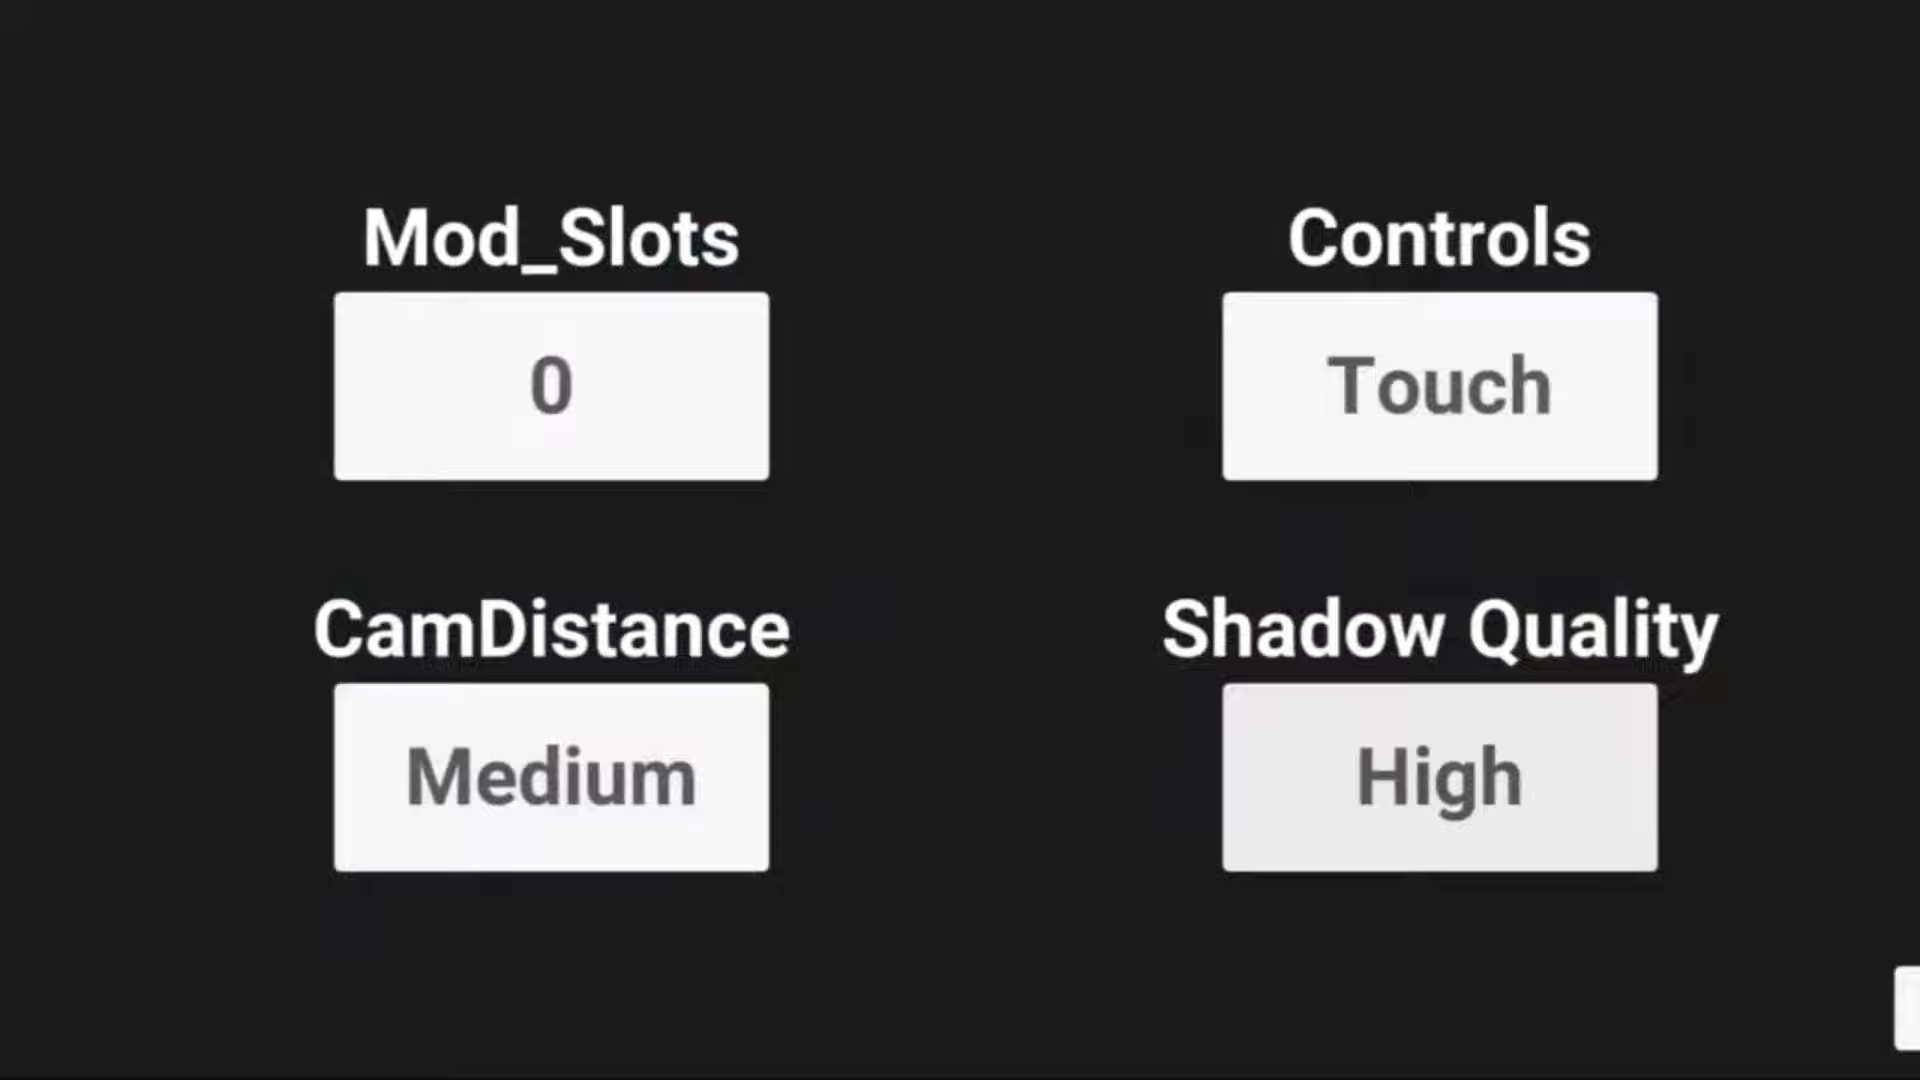 Mod_Slots
Controls
0
Touch
CamDistance
Shadow Quality
Medium
High